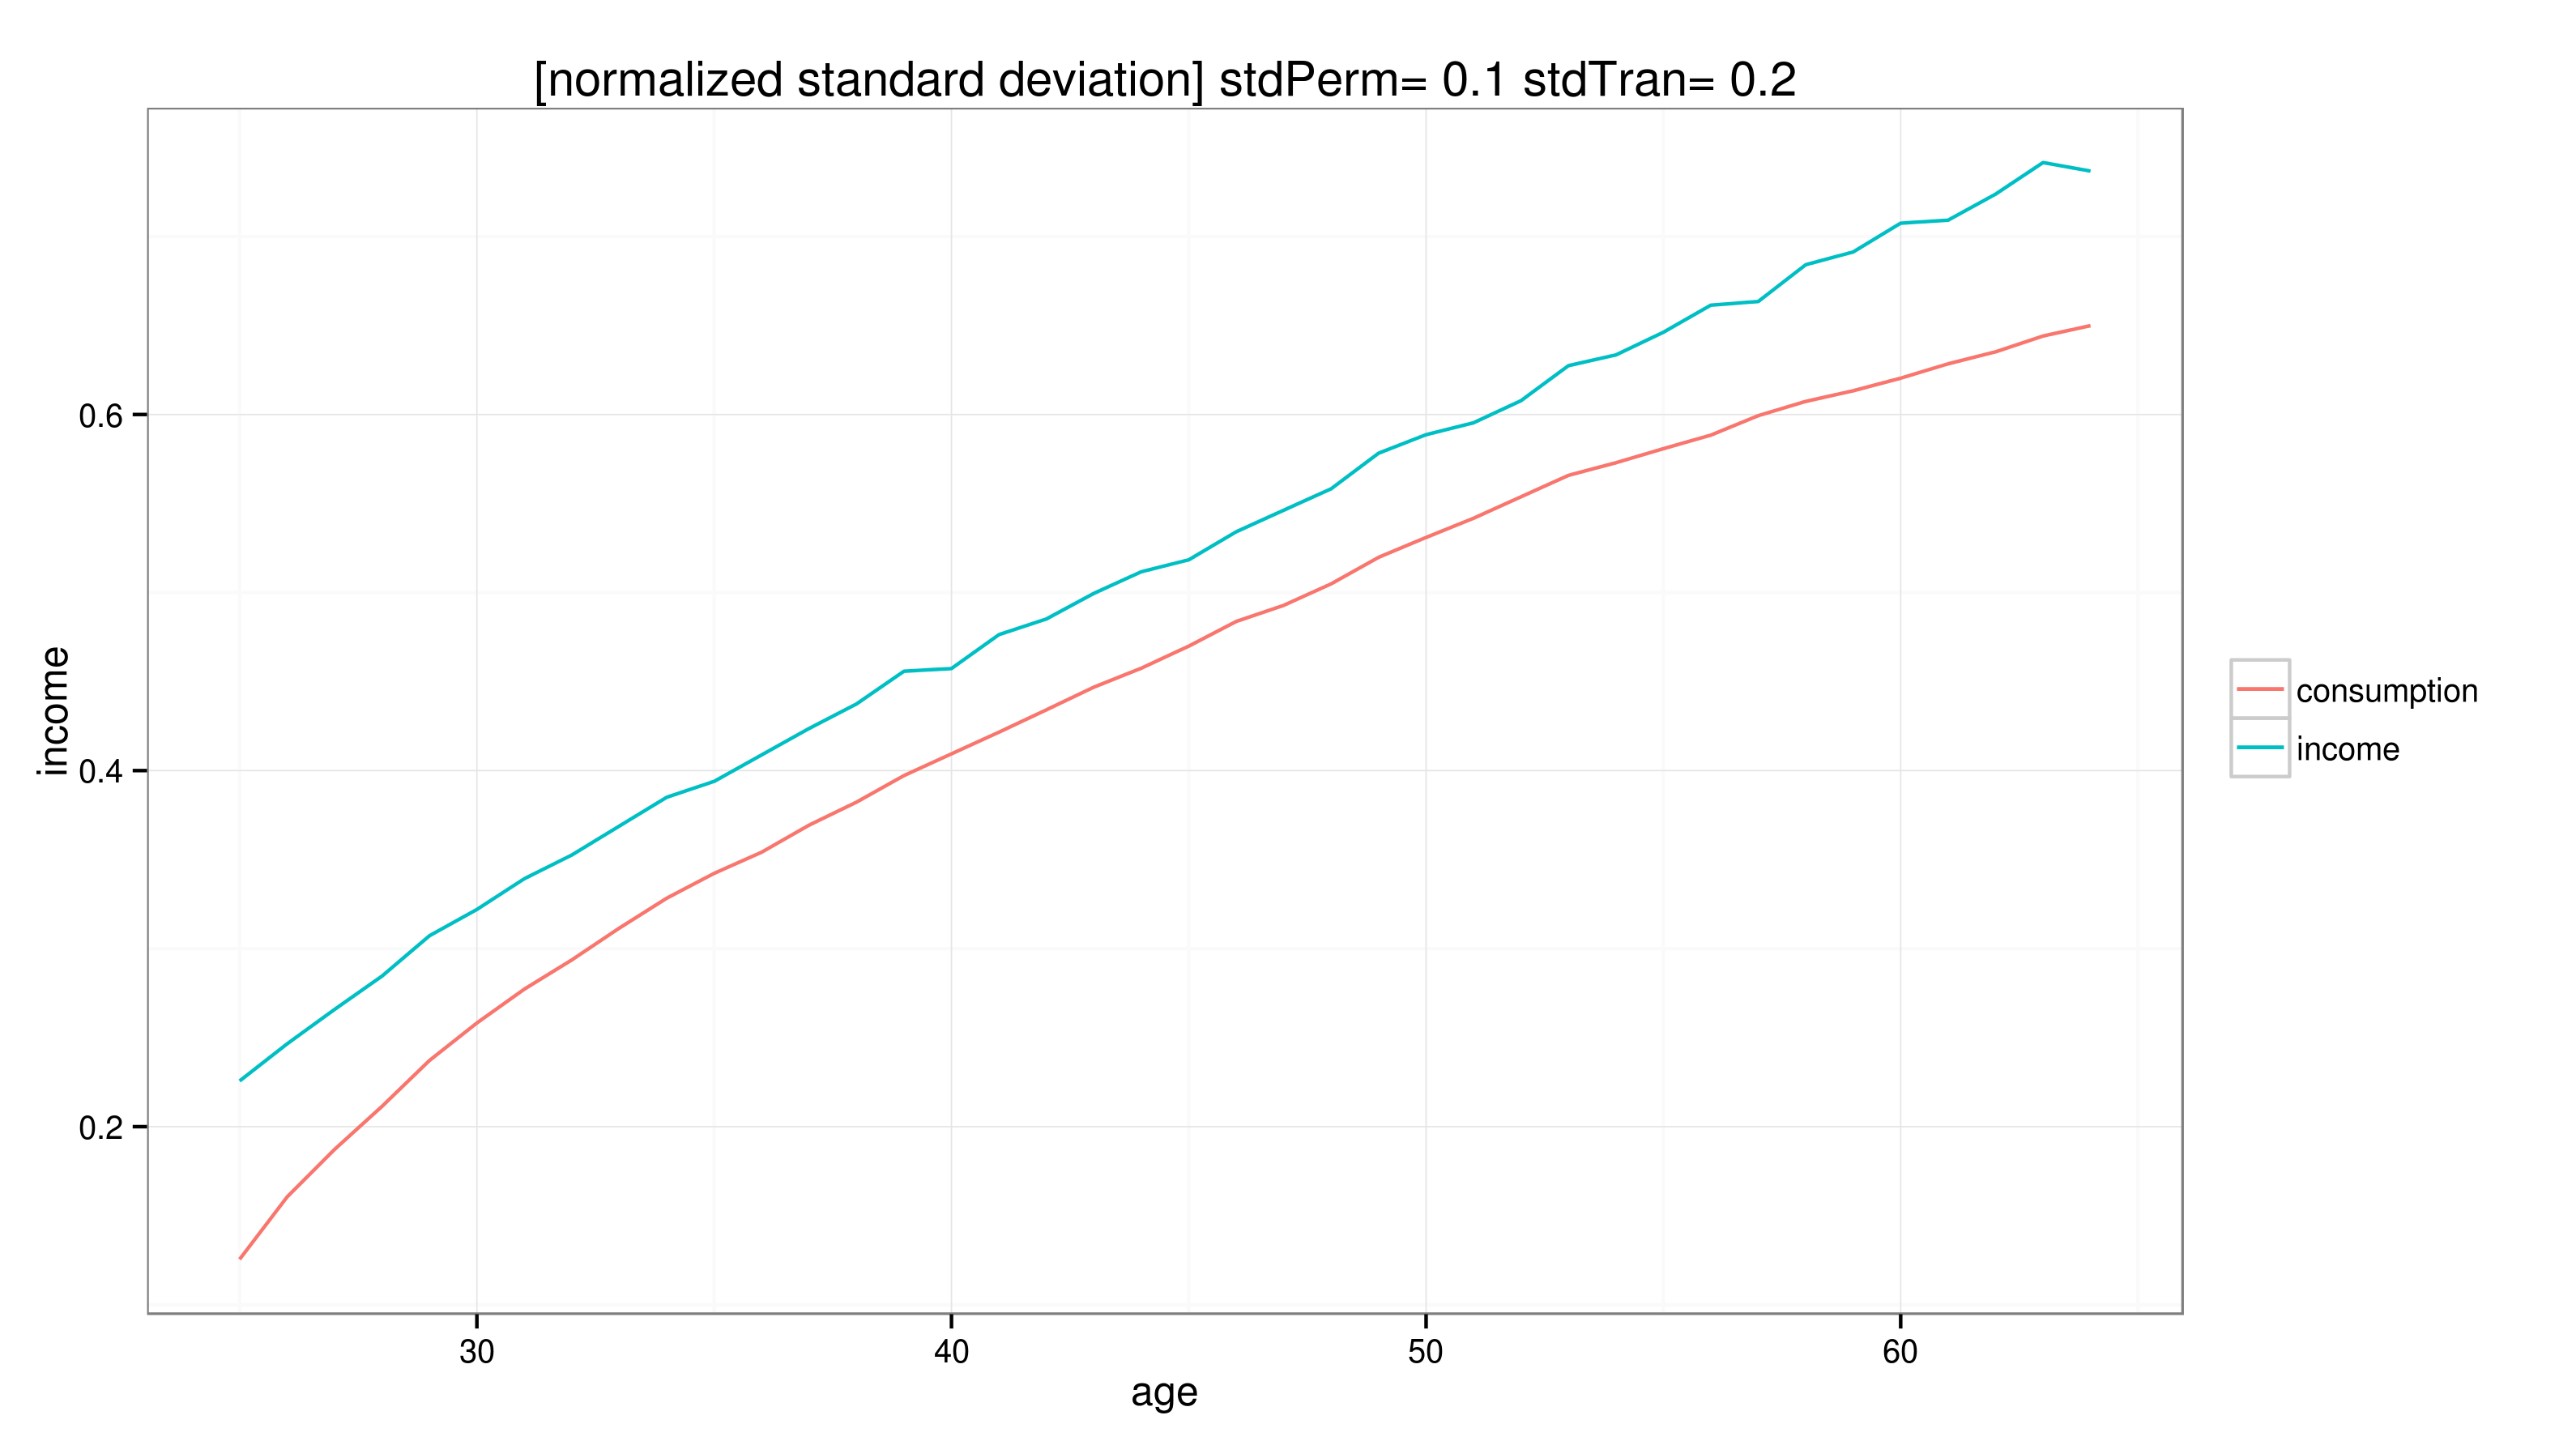 [normalized standard deviation] stdPerm= 0.1 stdTran= 0.2
income
0.6
0.4
0.2
30 40 50 60
age
consumption
income